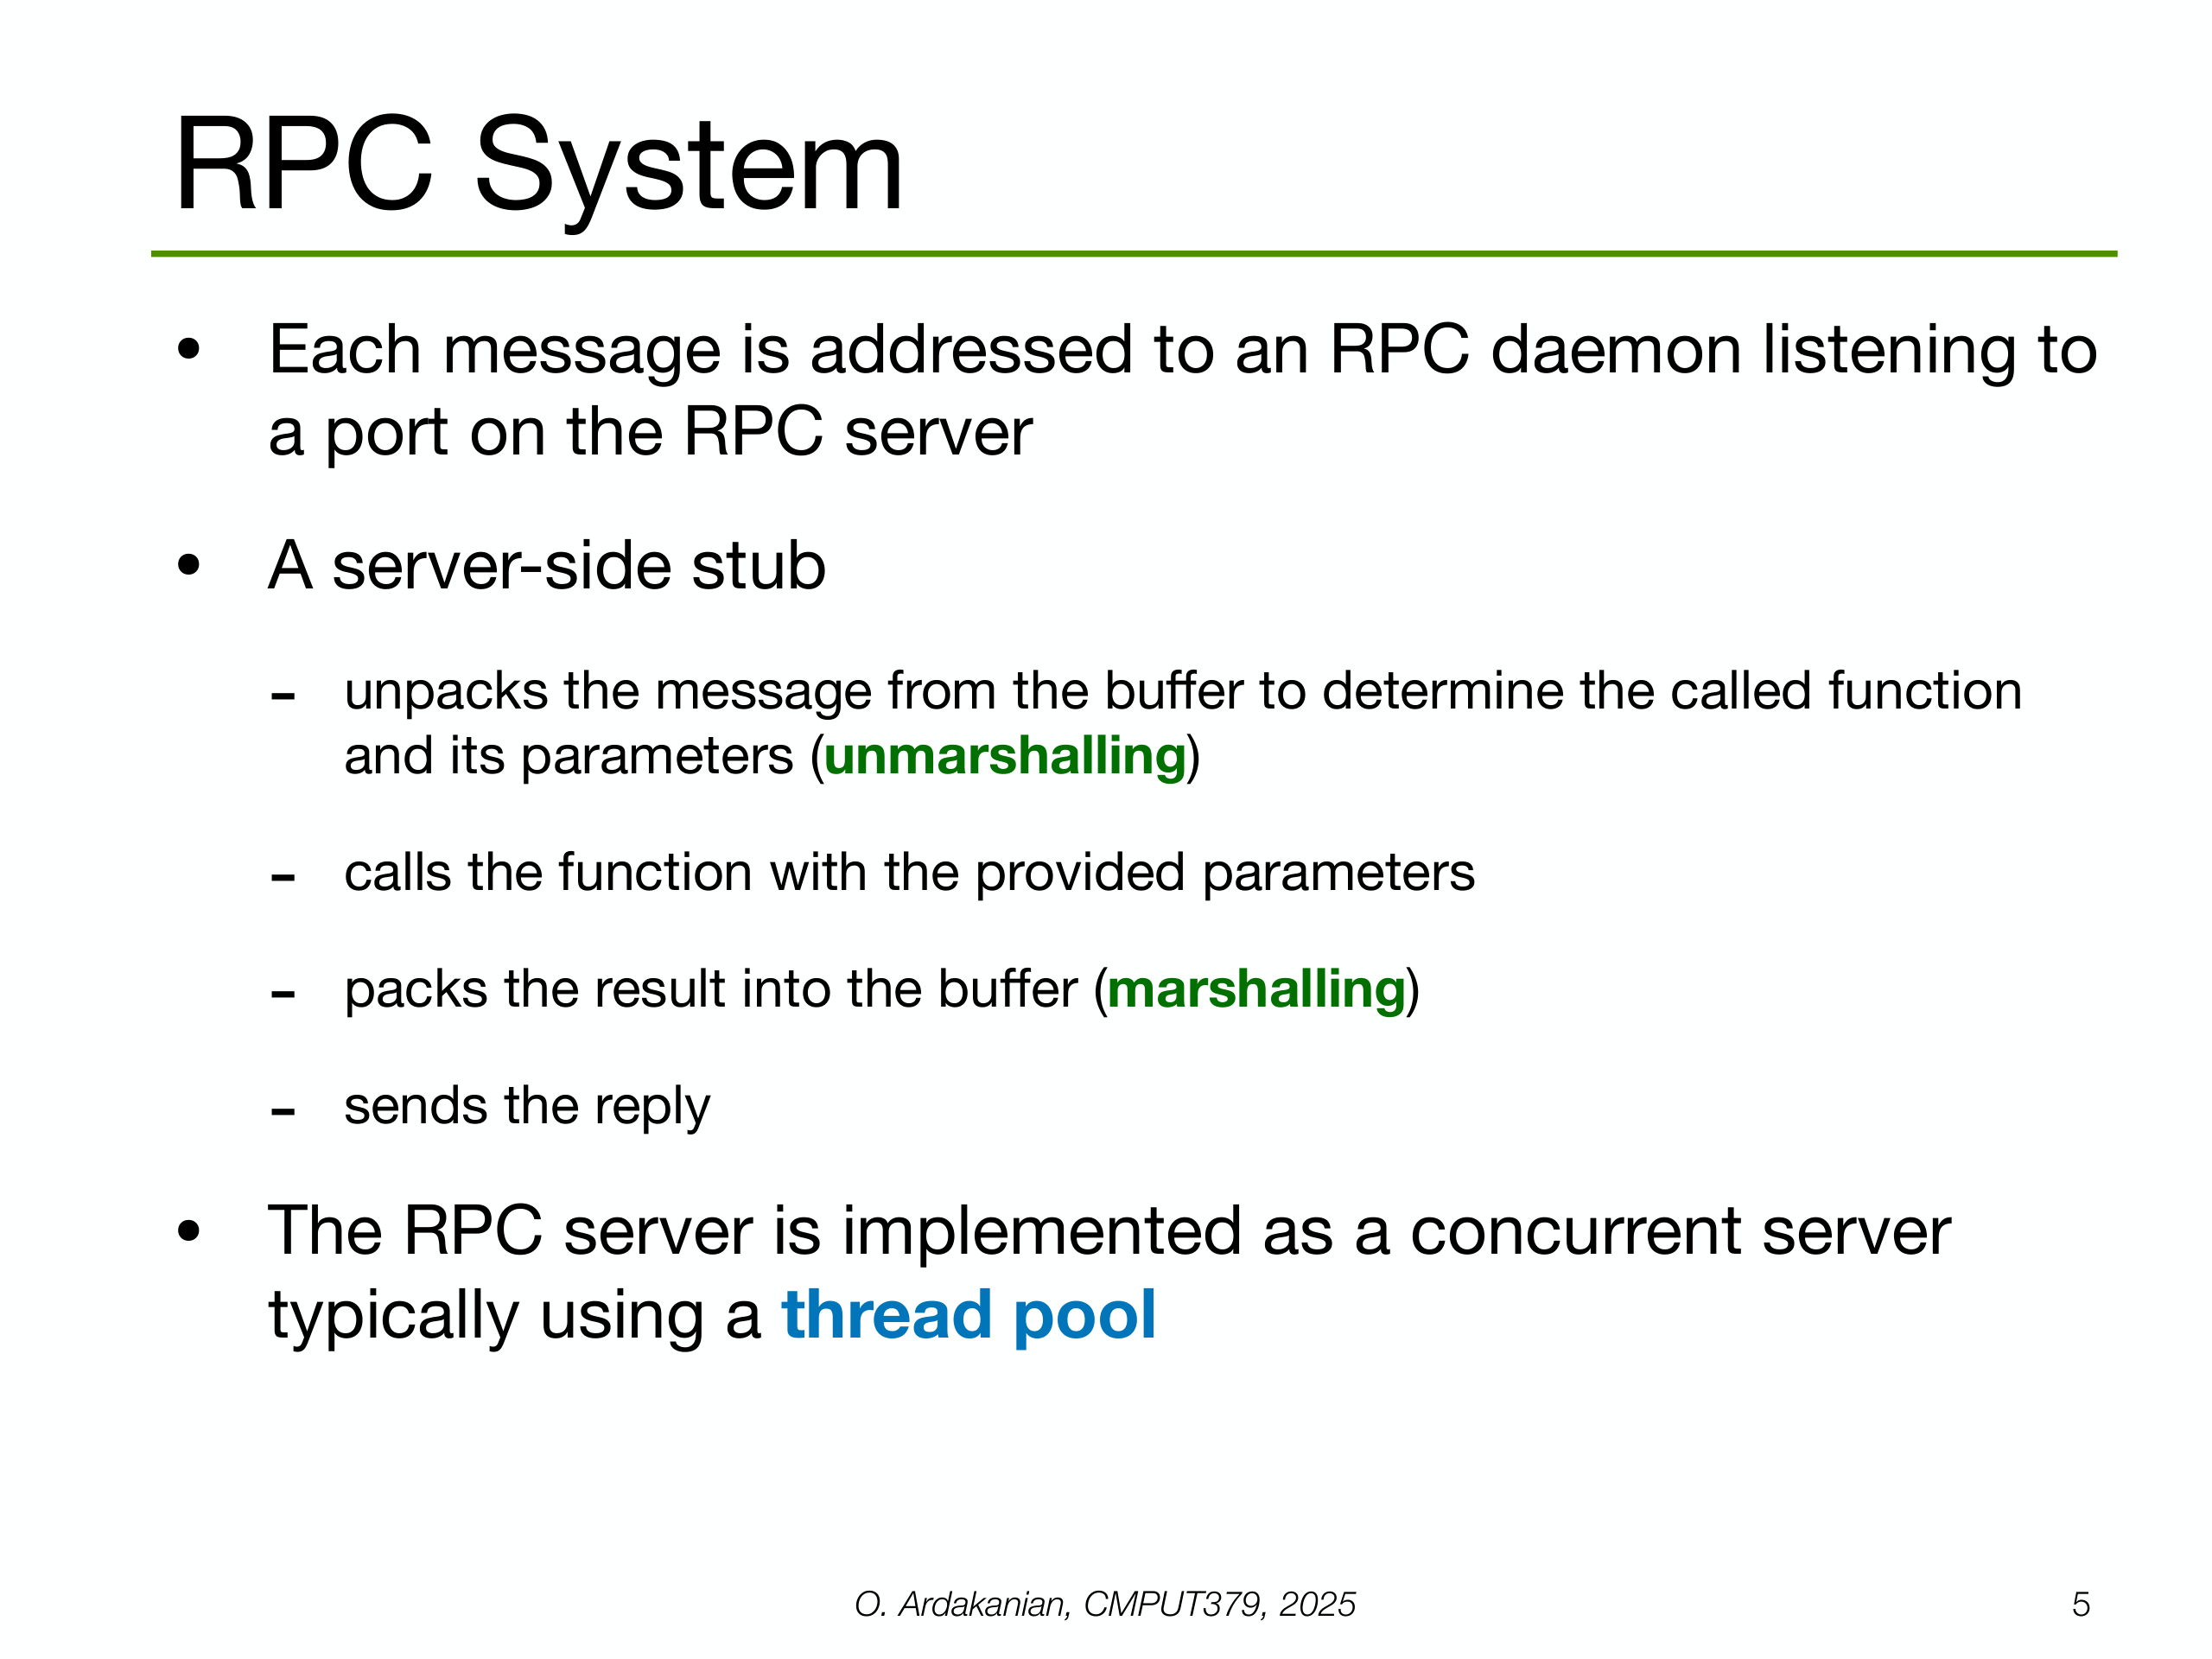 RPC System
• Each message is addressed to an RPC daemon listening to
a port on the RPC server
• A server-side stub
- unpacks the message from the buffer to determine the called function
and its parameters (unmarshalling)
- calls the function with the provided parameters
- packs the result into the buffer (marshalling)
- sends the reply
• The RPC server is implemented as a concurrent server
typically using a thread pool
O. Ardakanian, CMPUT379, 2025
5